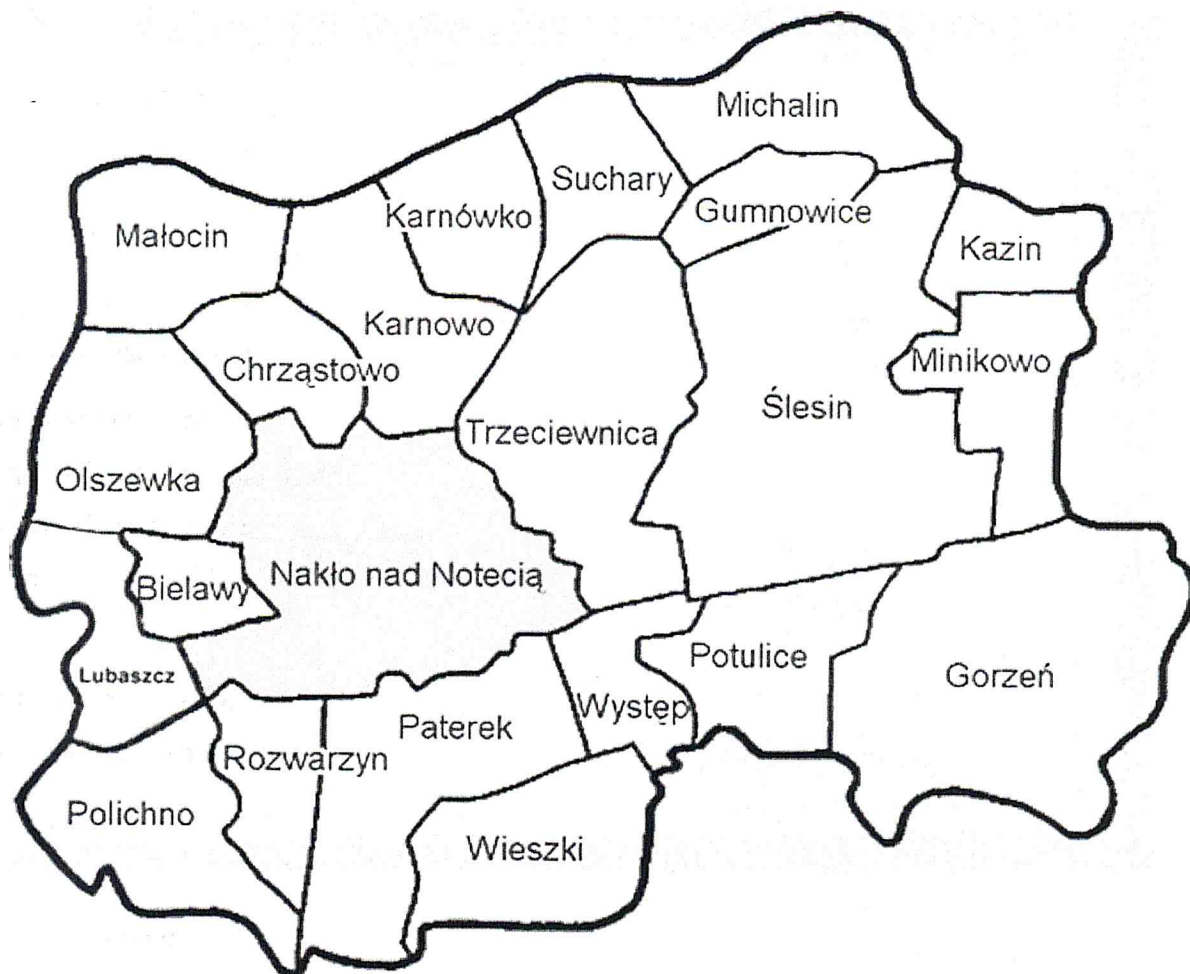 Michalin
Suchary
Gumnowice
Karnówko
Małocin
Kazin
Karnowo
Chrząstowo
Minikowo
Ślesin
Trzeciewnica
Olszewka
Nakło nad Notecią
Bielawy
Potulice
Lubaszcz
Gorzeń
Występ
Paterek
Rozwarzyn
Polichno
Wieszki